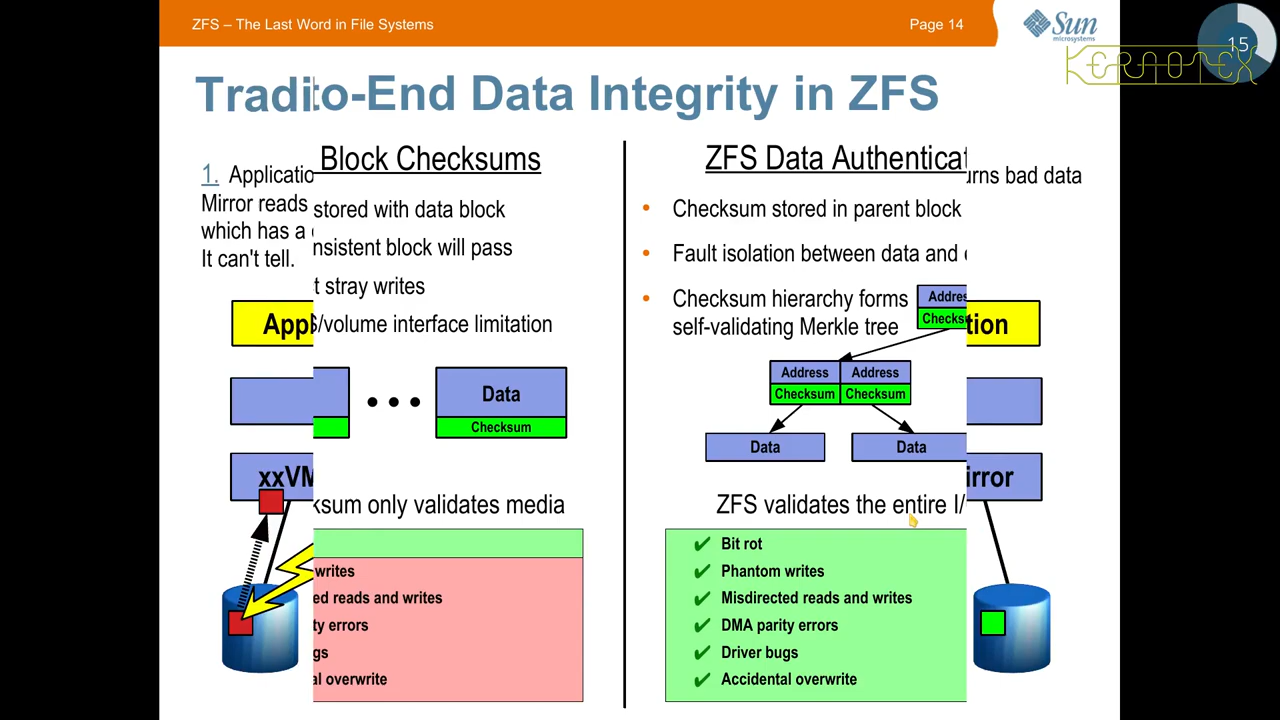 ZFS – The Last Word in File Systems
Page 14
Sun
microsystems
15
Tradito-End Data Integrity in ZFS
1. Applicatio
Mirror reads
which has a
It can't tell.
Block Checksums
stored with data block
nsistent block will pass
t stray writes
/volume interface limitation
App
Data
Checksum
xxVM
ksum only validates media
writes
ed reads and writes
ty errors
gs
al overwrite
ZFS Data Authenticat
urns bad data
• Checksum stored in parent block
• Fault isolation between data and
• Checksum hierarchy forms
self-validating Merkle tree
Addres
Checks
tion
Address Address
Checksum Checksum
Data Data
irror
ZFS validates the entire I/
✔ Bit rot
✔ Phantom writes
✔ Misdirected reads and writes
✔ DMA parity errors
✔ Driver bugs
✔ Accidental overwrite